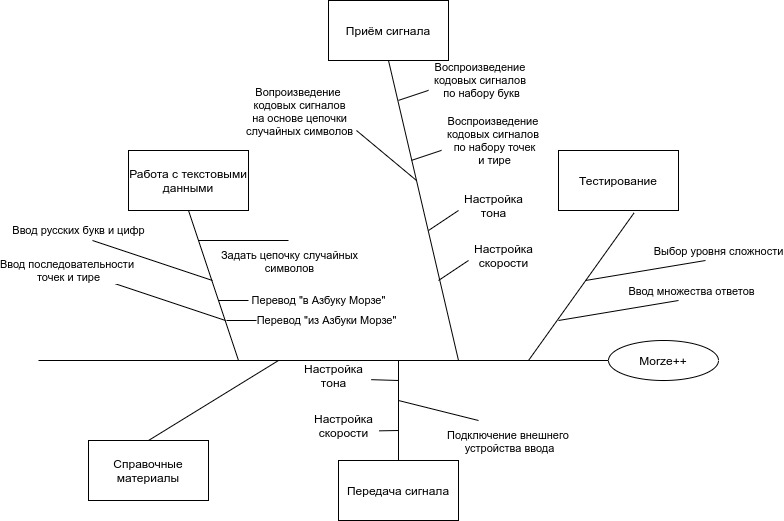 Приём сигнала
Воспроизведение
кодовых сигналов
по набору букв
Вопроизведение
кодовых сигналов
на основе цепочки
случайных символов
Воспроизведение
кодовых сигналов
по набору точек
и тире
Работа с текстовыми
данными
Тестирование
Настройка
тона
Ввод русских букв и цифр
Задать цепочку случайных
символов
Настройка
скорости
Выбор уровня сложности
Ввод последовательности
точек и тире
Ввод множества ответов
Перевод "в Азбуку Морзе"
Перевод "из Азбуки Морзе"
Morze++
Настройка
тона
Настройка
скорости
Подключение внешнего
устройства ввода
Справочные
материалы
Передача сигнала